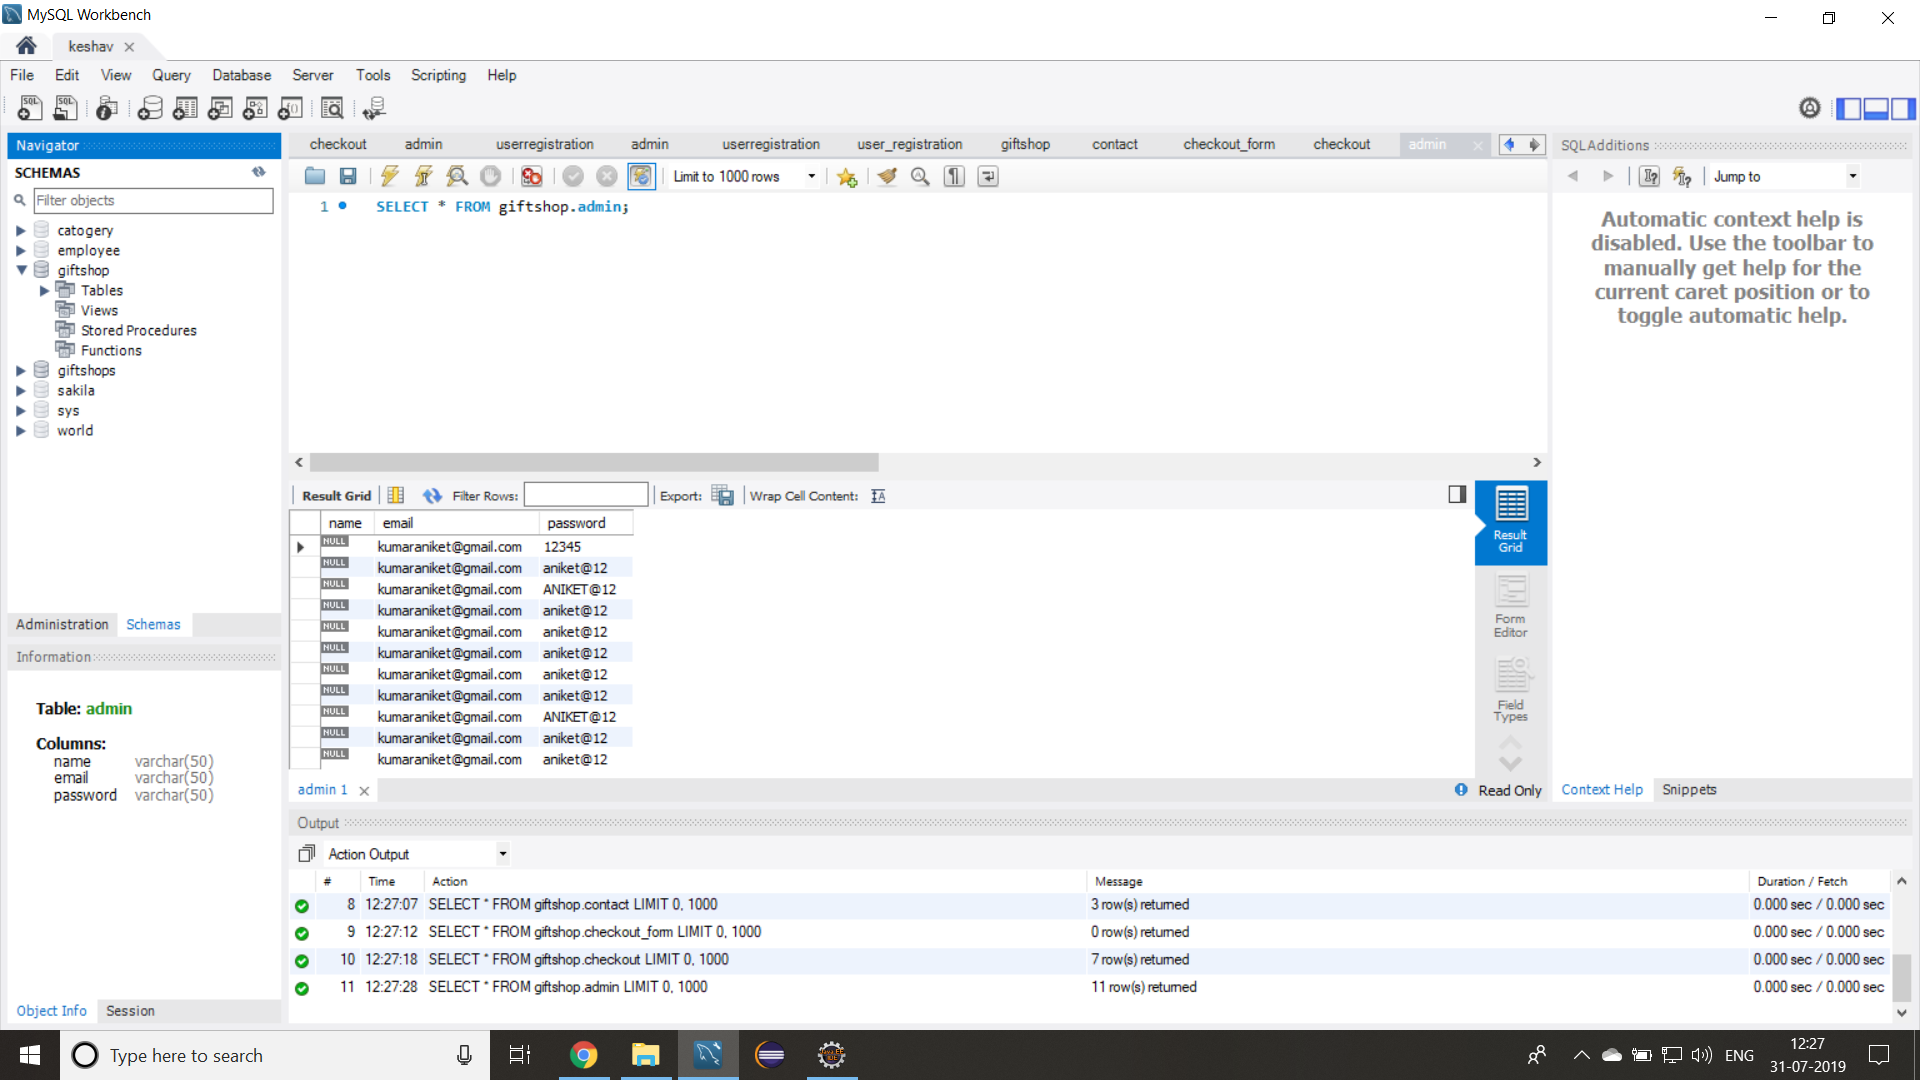 MySQL Workbench
keshav
File Edit View Query Database Server Tools Scripting Help
Navigator
SCHEMAS
Filter objects
catogery
employee
giftshop
Tables
Views
Stored Procedures
Functions
giftshops
sakila
sys
world
Administration Schemas
Information
Table: admin
Columns:
name varchar(50)
email varchar(50)
password varchar(50)
Object Info Session
checkout admin userregistration admin userregistration user_registration giftshop contact checkout_form checkout admin
Limit to 1000 rows
1 SELECT * FROM giftshop.admin;
Result Grid Filter Rows: Export: Wrap Cell Content:
name email password
NULL kumaraniket@gmail.com 12345
NULL kumaraniket@gmail.com aniket@12
NULL kumaraniket@gmail.com ANIKET@12
NULL kumaraniket@gmail.com aniket@12
NULL kumaraniket@gmail.com aniket@12
NULL kumaraniket@gmail.com aniket@12
NULL kumaraniket@gmail.com aniket@12
NULL kumaraniket@gmail.com aniket@12
NULL kumaraniket@gmail.com ANIKET@12
NULL kumaraniket@gmail.com aniket@12
NULL kumaraniket@gmail.com aniket@12
Result
Grid
Form
Editor
Field
Types
admin 1 Read Only
SQLAdditions
Jump to
Automatic context help is
disabled. Use the toolbar to
manually get help for the
current caret position or to
toggle automatic help.
Context Help Snippets
Output
Action Output
# Time Action Message Duration / Fetch
8 12:27:07 SELECT * FROM giftshop.contact LIMIT 0, 1000 3 row(s) returned 0.000 sec / 0.000 sec
9 12:27:12 SELECT * FROM giftshop.checkout_form LIMIT 0, 1000 0 row(s) returned 0.000 sec / 0.000 sec
10 12:27:18 SELECT * FROM giftshop.checkout LIMIT 0, 1000 7 row(s) returned 0.000 sec / 0.000 sec
11 12:27:28 SELECT * FROM giftshop.admin LIMIT 0, 1000 11 row(s) returned 0.000 sec / 0.000 sec
Type here to search
ENG
12:27
31-07-2019